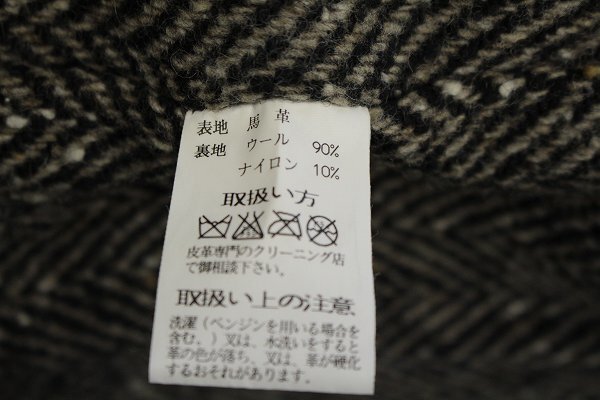 表地 馬革
裏地 ウール 90%
ナイロン 10%
取扱い方
皮革専門のクリーニング店
で御相談下さい。
取扱い上の注意
洗濯(ベンジンを用いる場合を
含む。)又は、水洗いをすると
革の色が落ち、又は、革が硬化
するおそれがあります。